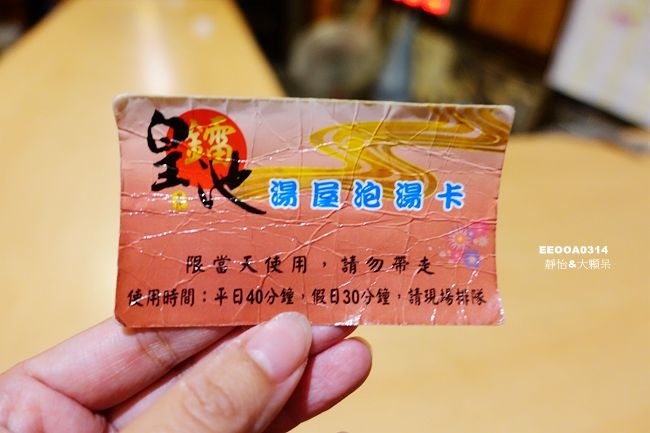 皇鐳池
湯屋泡湯卡
限當天使用，請勿帶走
使用時間：平日40分鐘，假日30分鐘，請現場排隊
EEOOA0314
靜怡&大顆呆